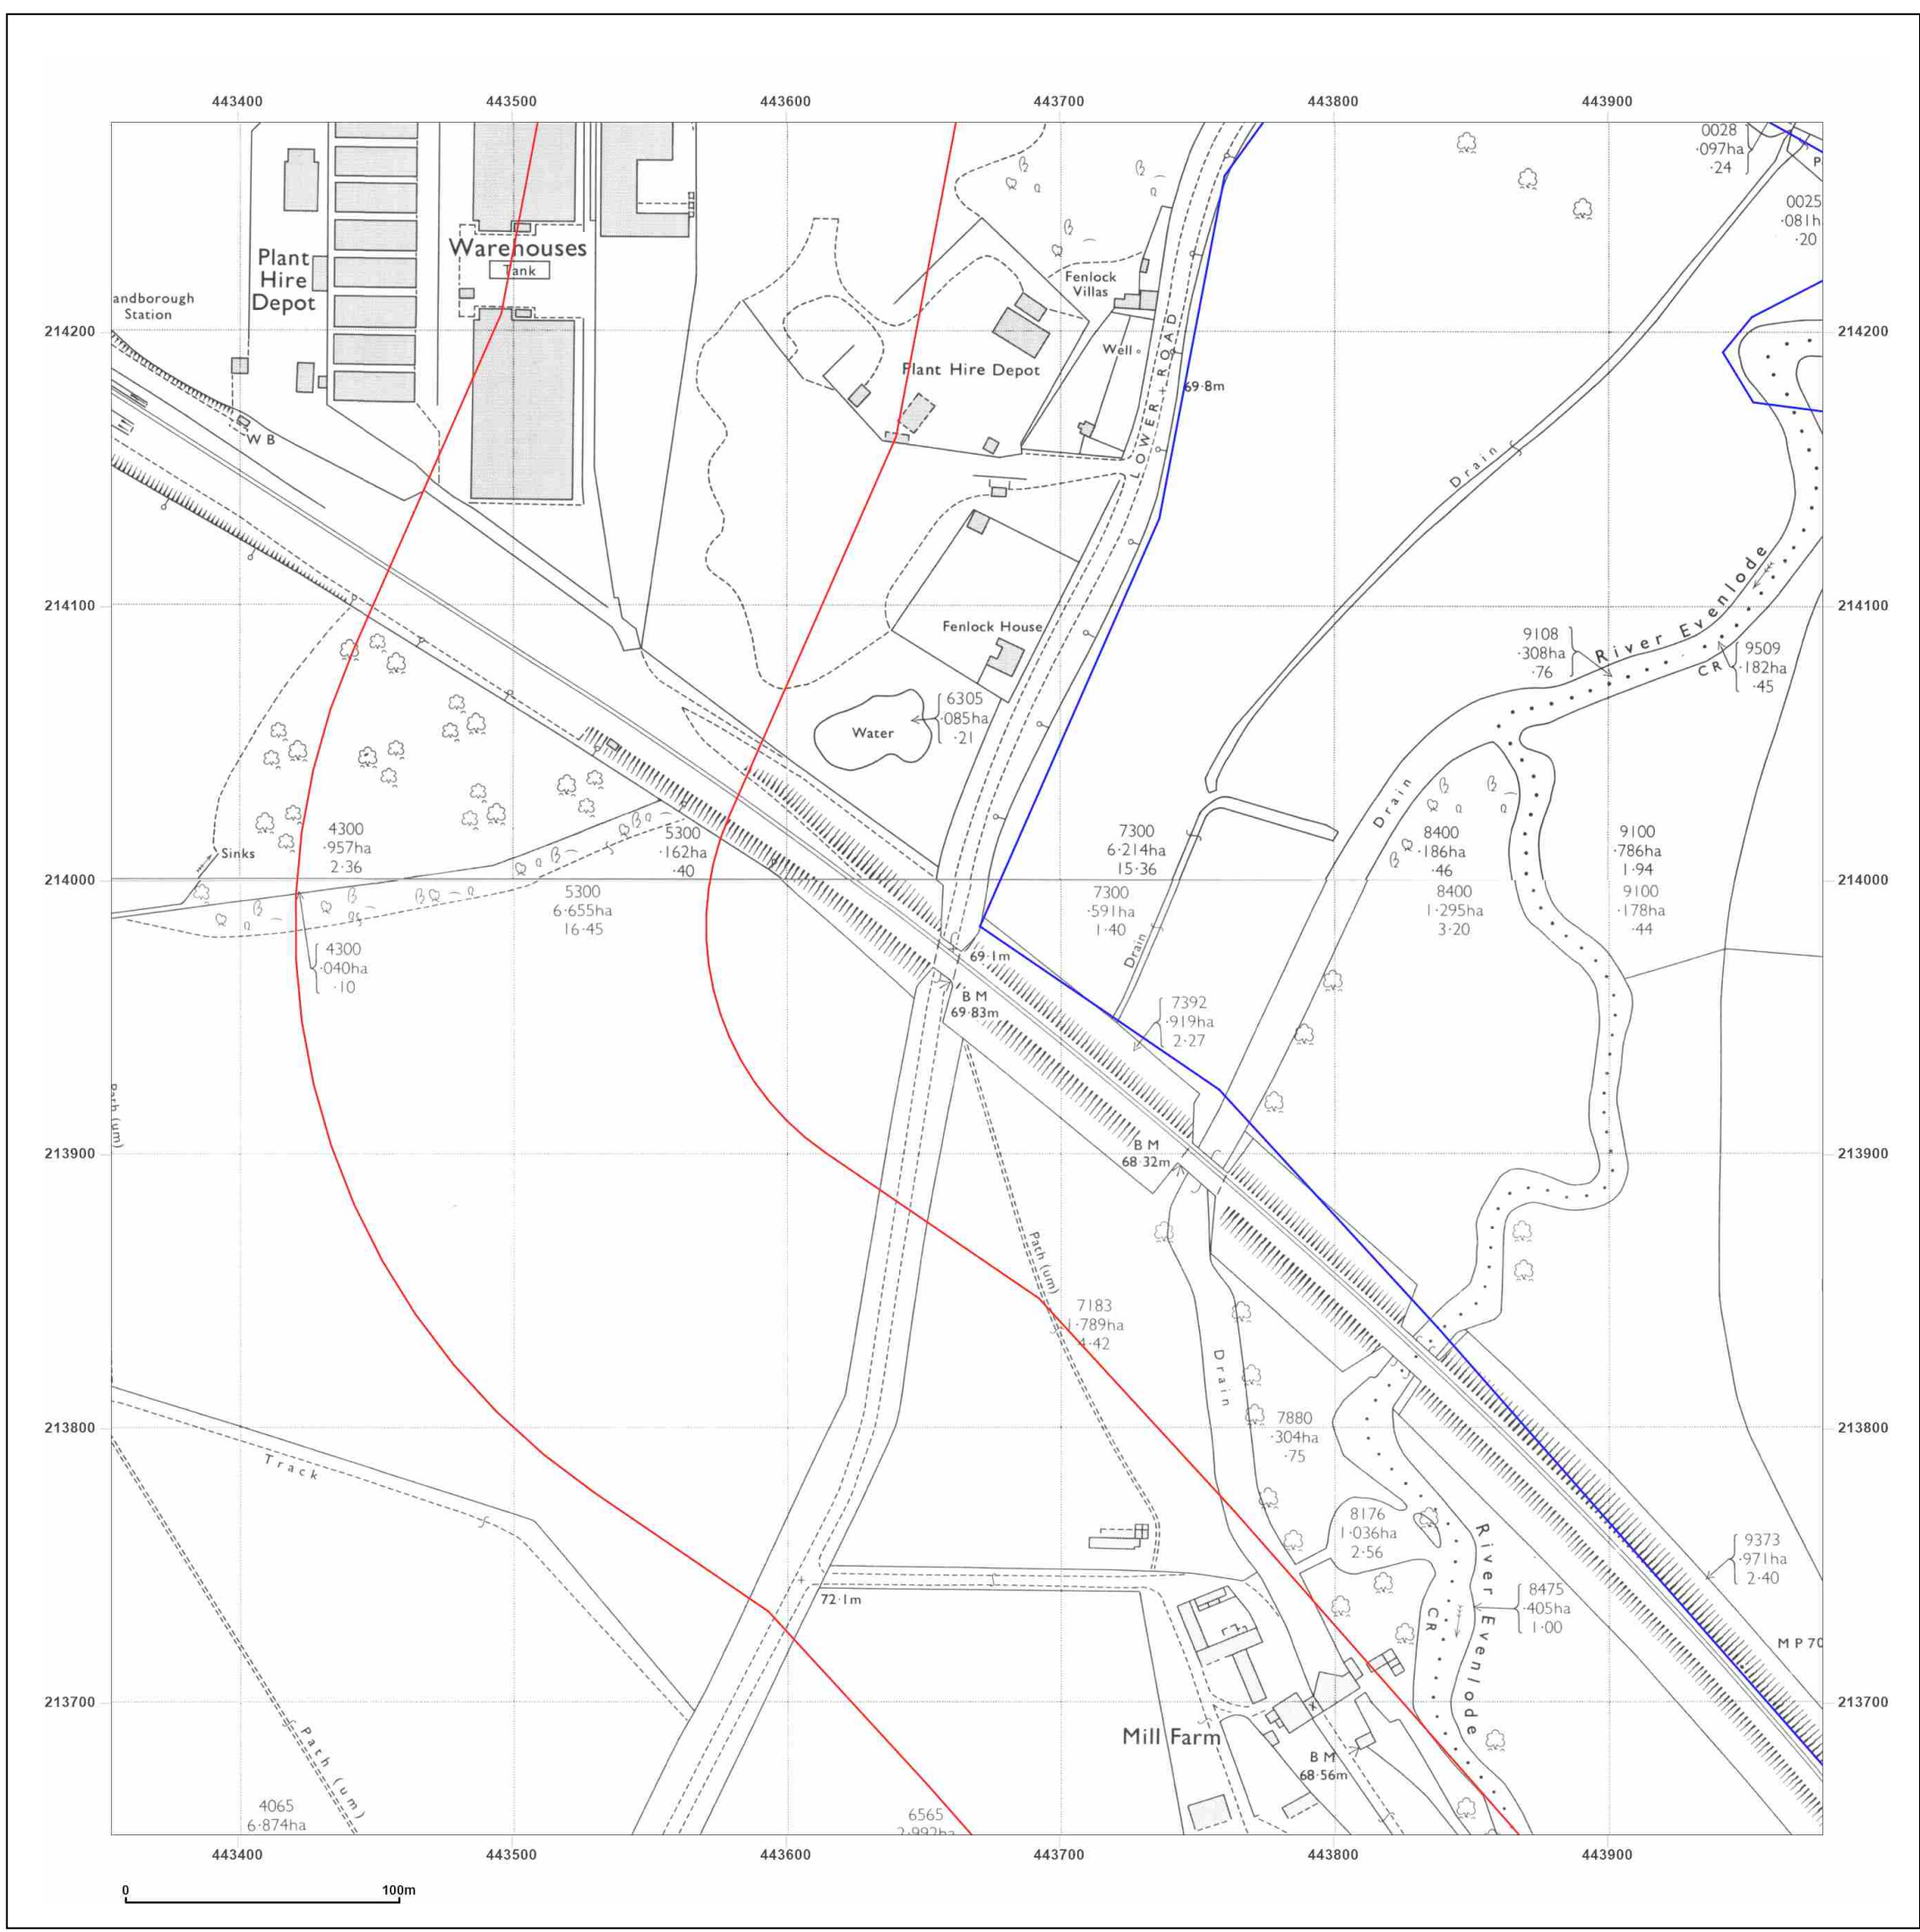 443400 443500 443600 443700 443800 443900
0028
·097ha
·24
0025
·20
Plant
Hire
Depot
Warehouses
Tank
andborough
Station
Fenlock
Villas
Well
Plant Hire Depot
LOWER ROAD
69·8m
214200 214200
W B
Drain
214100 214100
Fenlock House
6305
·085ha
·21
Water
River Evenlode
9108
·308ha
·76
CR
9509
·182ha
·45
Drain
4300
·957ha
2·36
Sinks
5300
·162ha
·40
7300
6·214ha
15·36
8400
·186ha
·46
9100
·786ha
1·94
214000 214000
5300
6·655ha
16·45
7300
·591ha
1·40
8400
1·295ha
3·20
9100
·178ha
·44
4300
·040ha
·10
Drain
69·1m
B M
69·83m
7392
·919ha
2·27
Path (um)
213900 213900
B M
68·32m
Path (um)
7183
1·789ha
4·42
Drain
213800 213800
7880
·304ha
·75
Track
8176
1·036ha
2·56
9373
·971ha
2·40
72·1m
8475
·405ha
1·00
River Evenlode
CR
M P 70
213700 213700
Mill Farm
Path (um)
B M
68·56m
4065
6·874ha
6565
2·992ha
443400 443500 443600 443700 443800 443900
0 100m